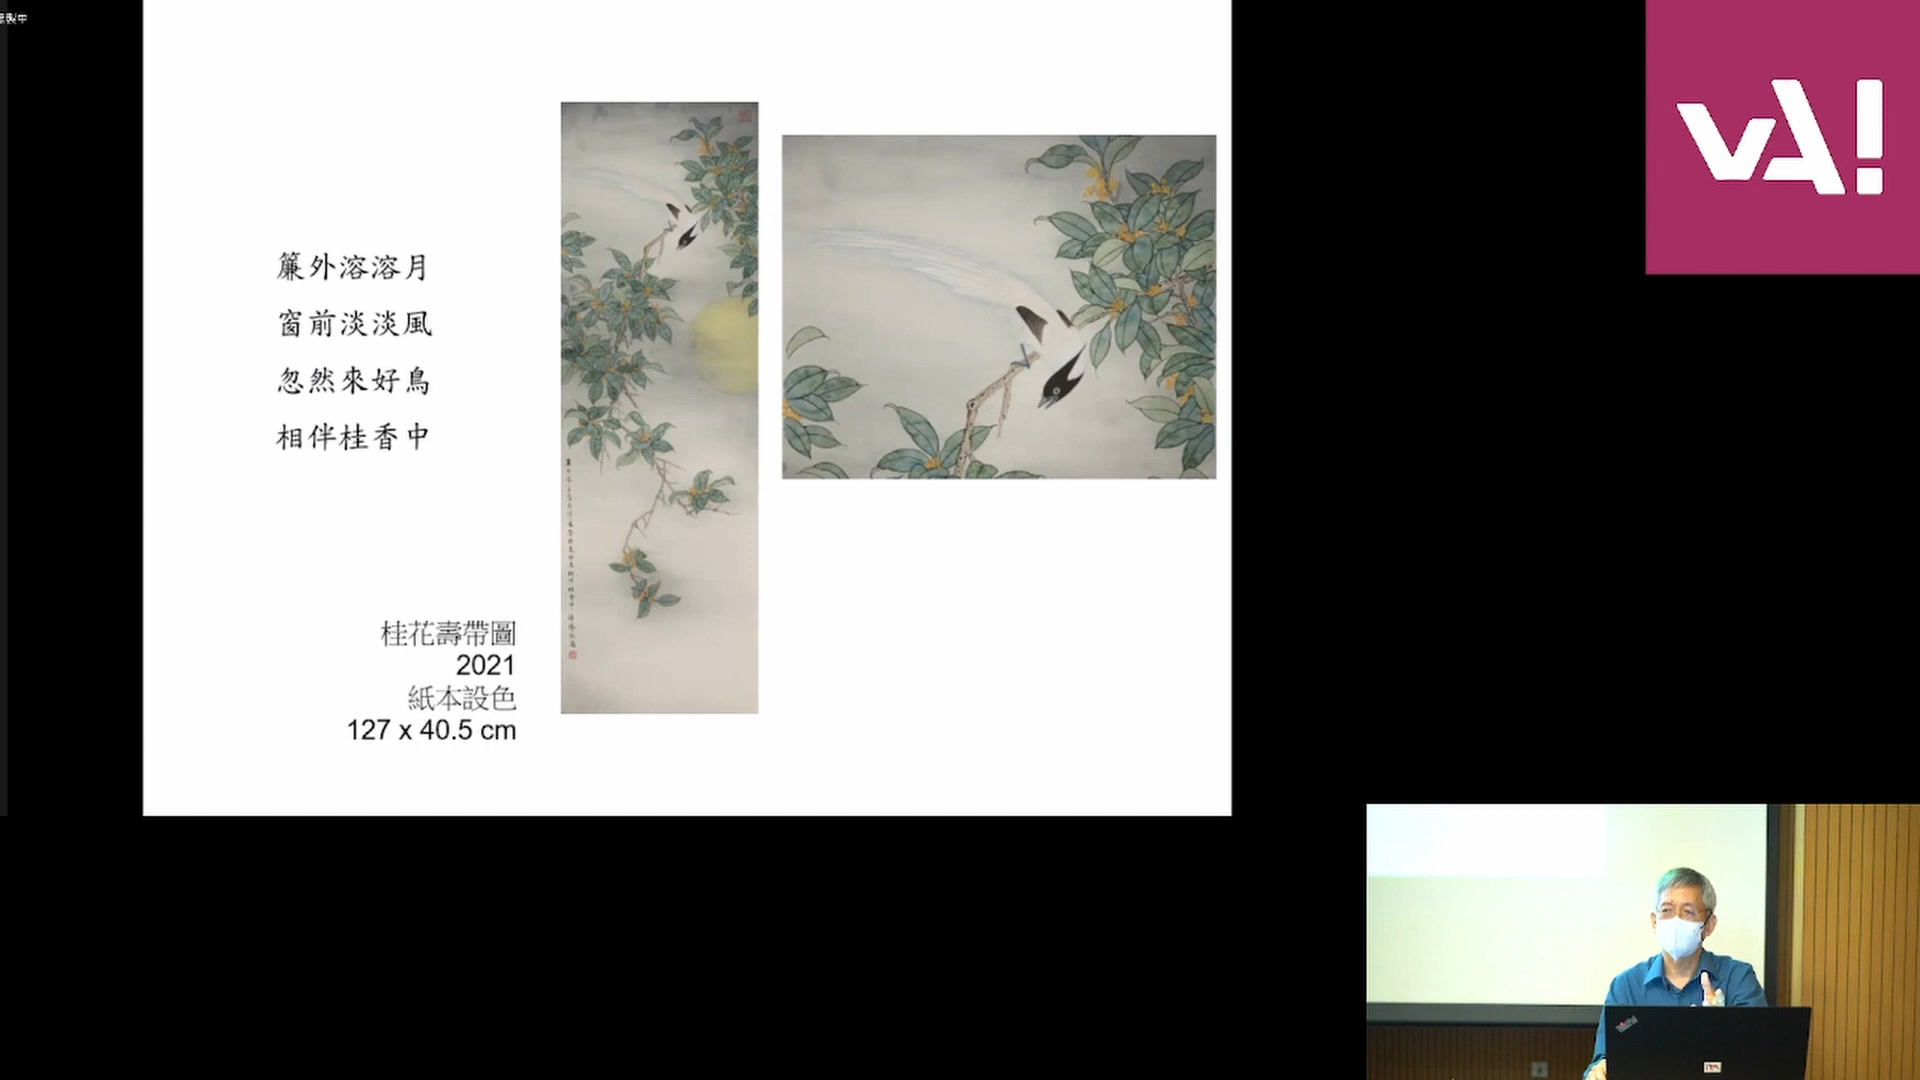 簾外溶溶月
窗前淡淡風
忽然來好鳥
相伴桂香中
桂花壽帶圖
2021
紙本設色
127 x 40.5 cm
vA!